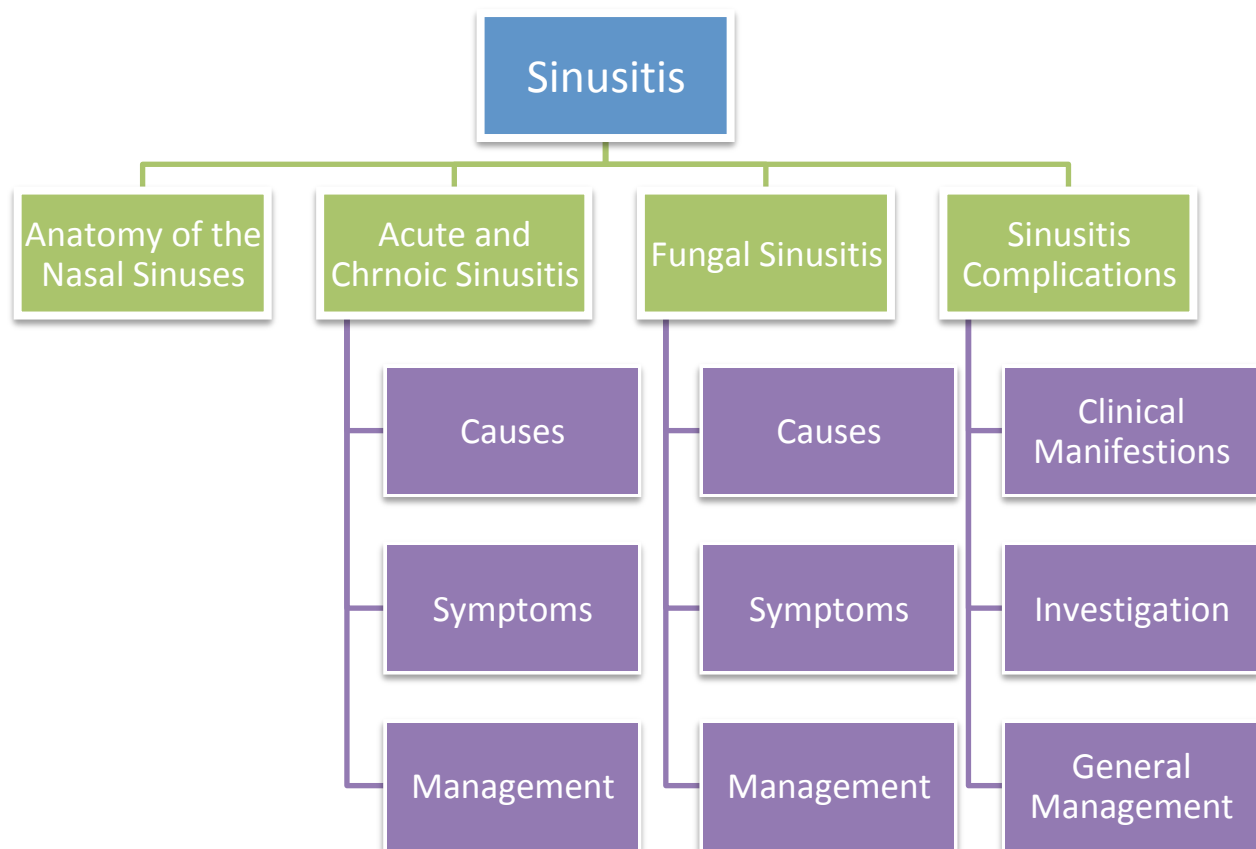 Sinusitis
Anatomy of the
Nasal Sinuses
Acute and
Chrnoic Sinusitis
Fungal Sinusitis
Sinusitis
Complications
Causes
Symptoms
Management
Causes
Symptoms
Management
Clinical
Manifestions
Investigation
General
Management